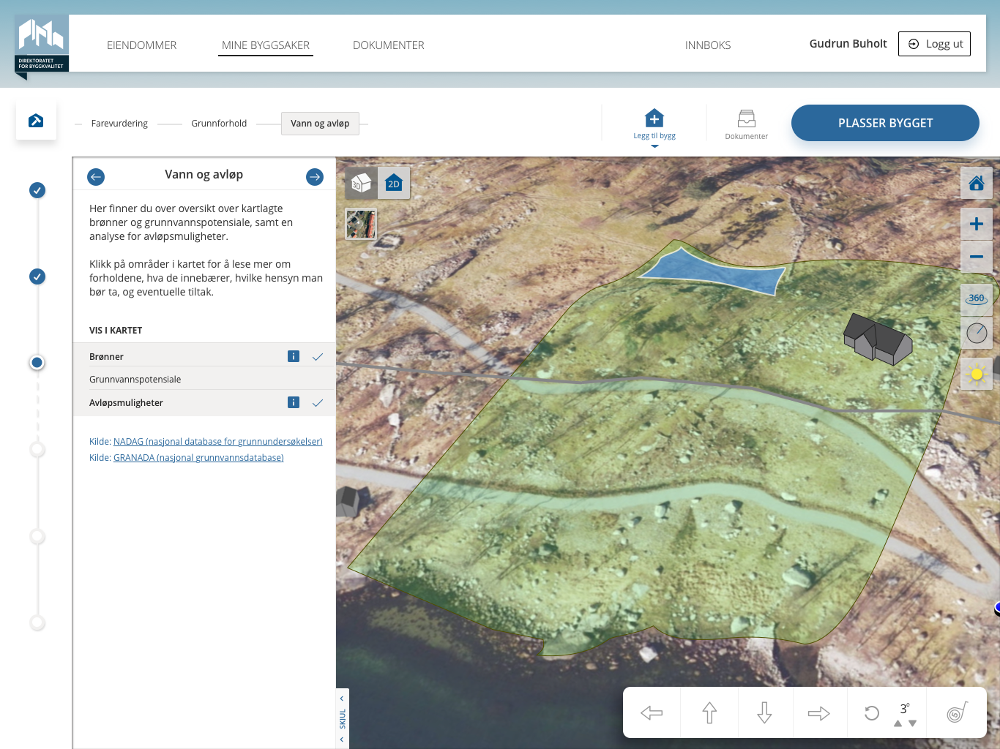 DIREKTORATET
FOR BYGGKVALITET
EIENDOMMER
MINE BYGGSAKER
DOKUMENTER
INNBOKS
Gudrun Buholt
Logg ut
Farevurdering
Grunnforhold
Vann og avløp
Legg til bygg
Dokumenter
PLASSER BYGGET
Vann og avløp
Her finner du over oversikt over kartlagte
brønner og grunnvannspotensiale, samt en
analyse for avløpsmuligheter.
Klikk på områder i kartet for å lese mer om
forholdene, hva de innebærer, hvilke hensyn man
bør ta, og eventuelle tiltak.
VIS I KARTET
Brønner
i
Grunnvannspotensiale
Avløpsmuligheter
i
Kilde: NADAG (nasjonal database for grunnundersøkelser)
Kilde: GRANADA (nasjonal grunnvannsdatabase)
3D
2D
360
SKJUL
3°
5